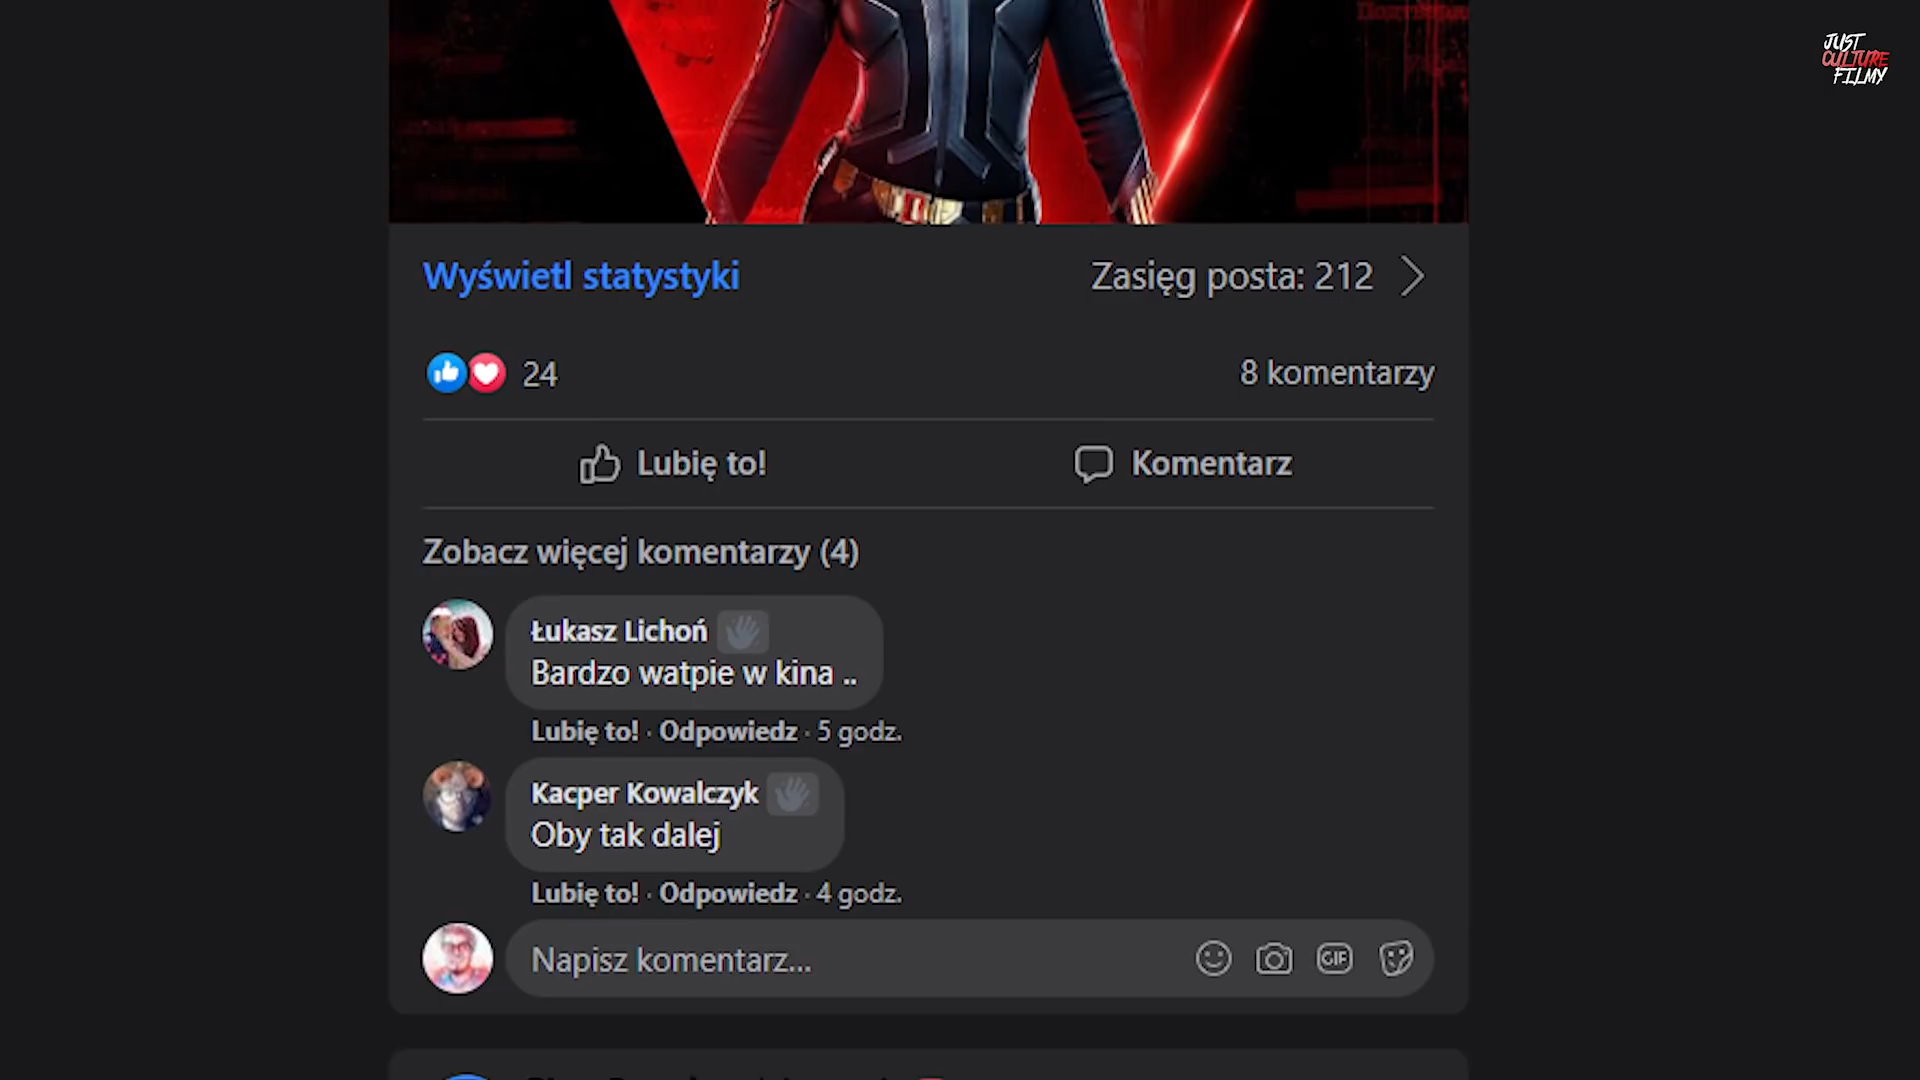 JUST
CULTURE
FILMY
Wyświetl statystyki
Zasięg posta: 212
24
8 komentarzy
Lubię to!
Komentarz
Zobacz więcej komentarzy (4)
Łukasz Lichoń
Bardzo watpie w kina ..
Lubię to! · Odpowiedz · 5 godz.
Kacper Kowalczyk
Oby tak dalej
Lubię to! · Odpowiedz · 4 godz.
Napisz komentarz...
GIF